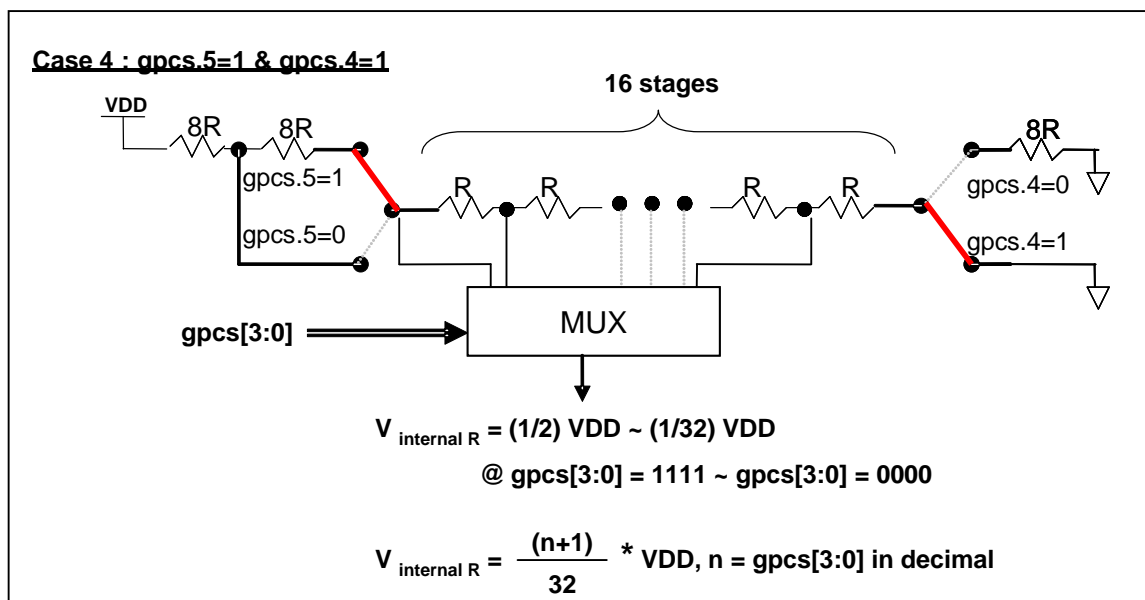 Case 4 : gpcs.5=1 & gpcs.4=1
16 stages
VDD
8R
8R
8R
gpcs.5=1
gpcs.4=0
R
R
R
R
gpcs.5=0
gpcs.4=1
MUX
gpcs[3:0]
V internal R = (1/2) VDD ~ (1/32) VDD
@ gpcs[3:0] = 1111 ~ gpcs[3:0] = 0000
(n+1)
V internal R = * VDD, n = gpcs[3:0] in decimal
32